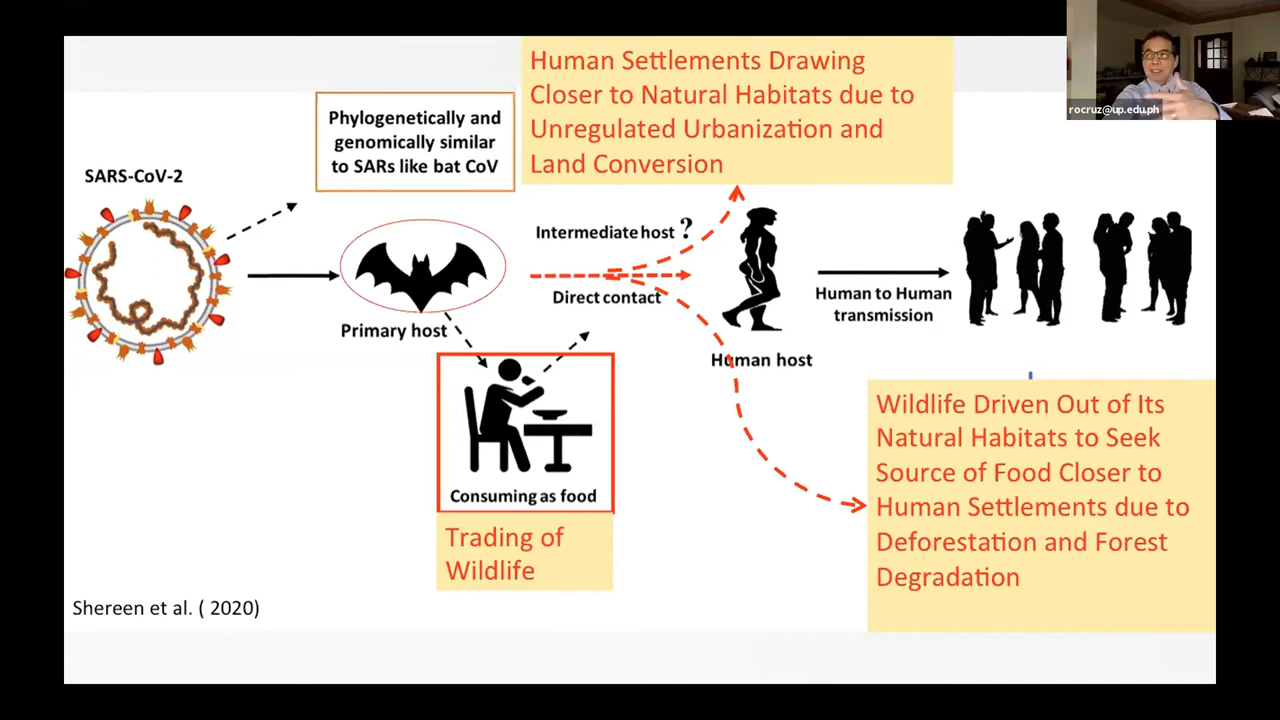 Human Settlements Drawing
Closer to Natural Habitats due to
Unregulated Urbanization and
Land Conversion
rocruz@up.edu.ph
Phylogenetically and
genomically similar
to SARs like bat CoV
SARS-CoV-2
Intermediate host ?
Direct contact
Primary host
Human to Human
transmission
Human host
Consuming as food
Trading of
Wildlife
Wildlife Driven Out of Its
Natural Habitats to Seek
Source of Food Closer to
Human Settlements due to
Deforestation and Forest
Degradation
Shereen et al. ( 2020)